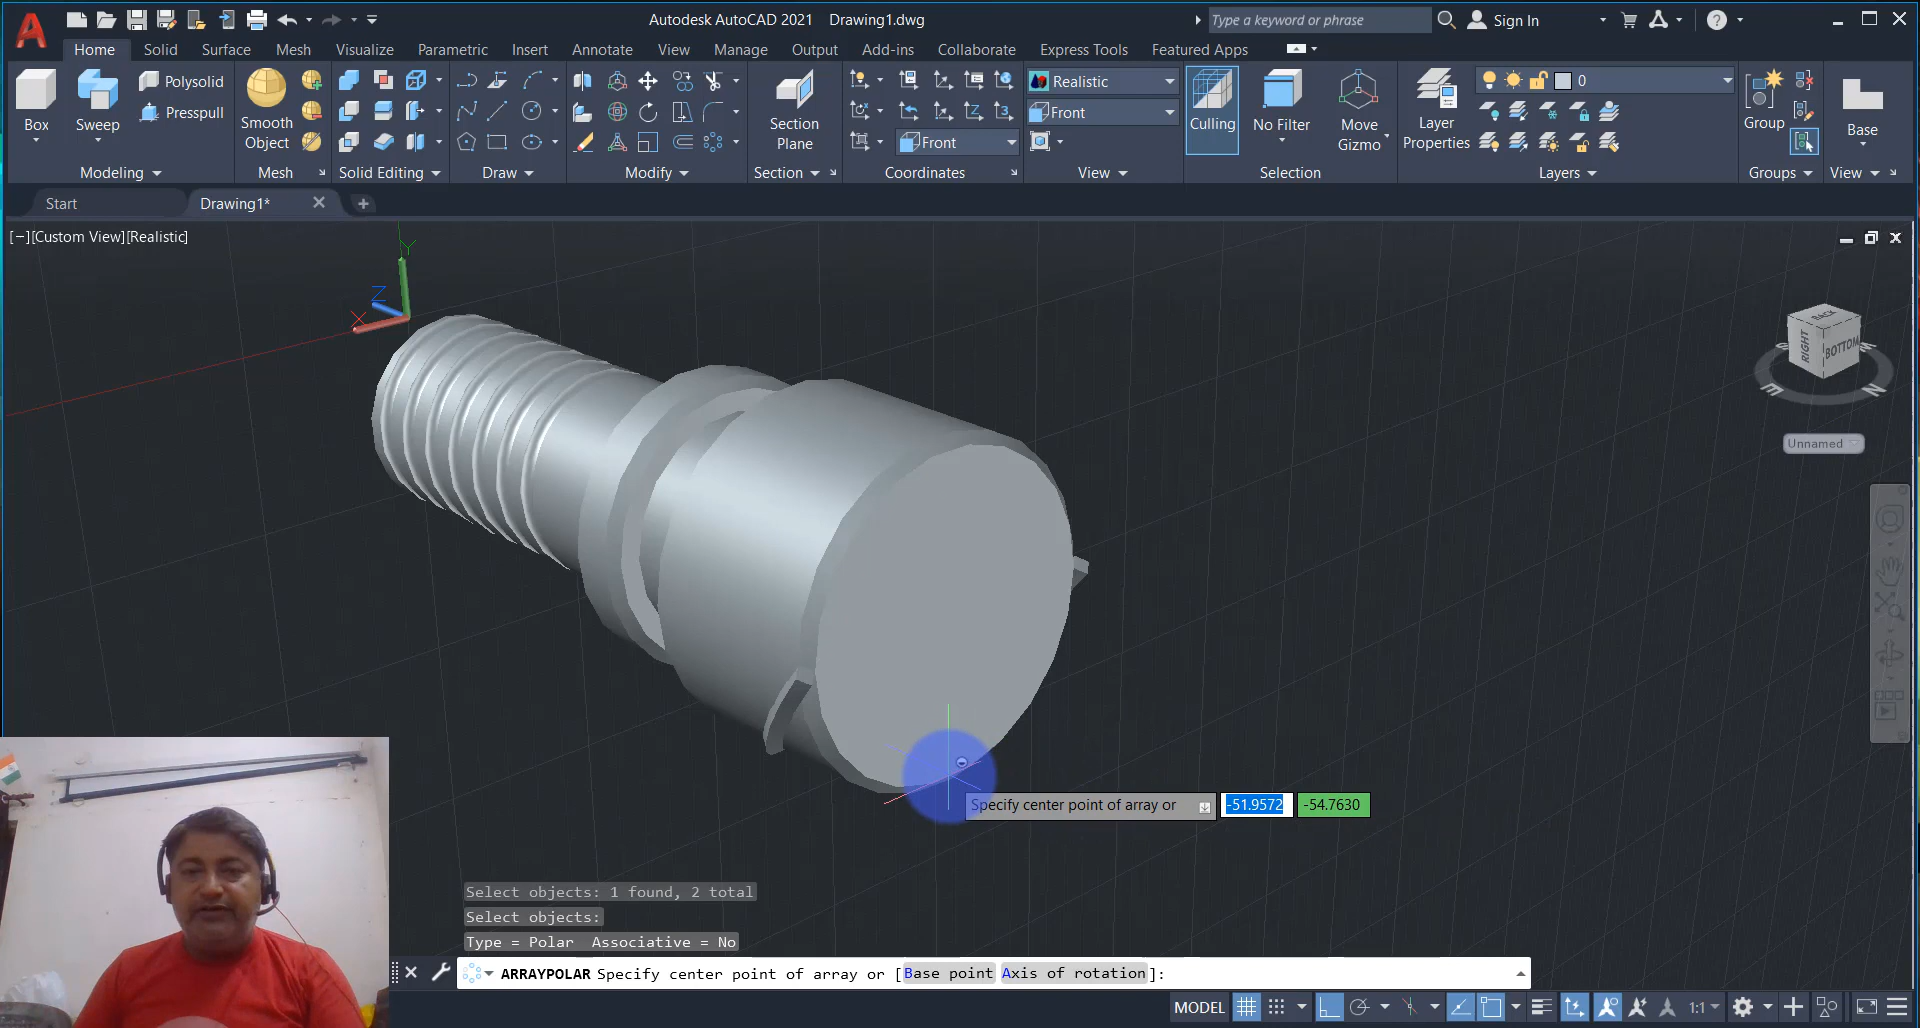 Autodesk AutoCAD 2021 Drawing1.dwg
Type a keyword or phrase
Sign In
Home Solid Surface Mesh Visualize Parametric Insert Annotate View Manage Output Add-ins Collaborate Express Tools Featured Apps
Box
Sweep
Polysolid
Presspull
Modeling
Smooth
Object
Mesh
Solid Editing
Draw
Modify
Section
Plane
Section
Front
Coordinates
Realistic
Front
View
Culling
No Filter
Move
Gizmo
Selection
Layer
Properties
0
Layers
Group
Groups
Base
View
Start
Drawing1*
[−][Custom View][Realistic]
Y
Z
X
BACK
RIGHT
BOTTOM
E
N
Unnamed
Specify center point of array or
-51.9572
-54.7630
Select objects: 1 found, 2 total
Select objects:
Type = Polar Associative = No
ARRAYPOLAR Specify center point of array or [Base point Axis of rotation]:
MODEL
1:1